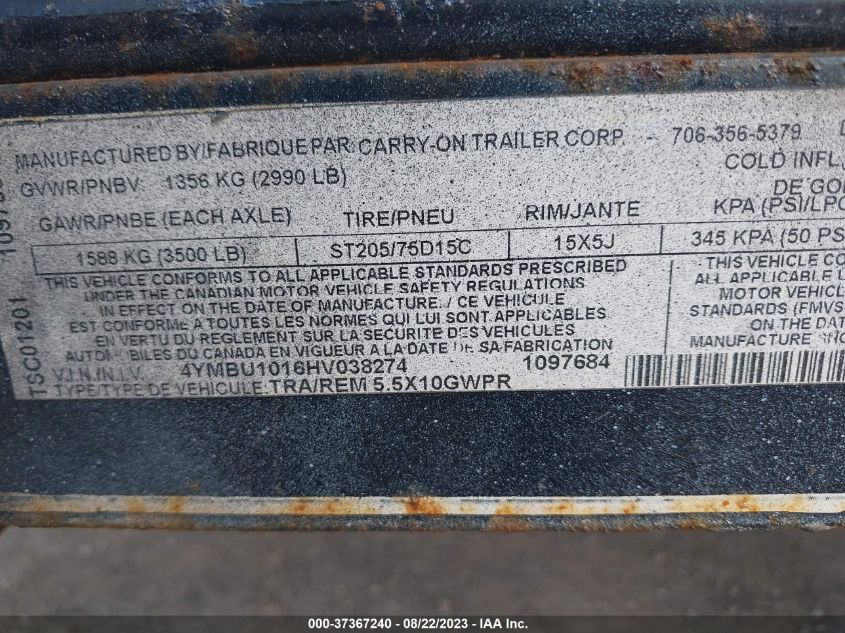 MANUFACTURED BY/FABRIQUE PAR: CARRY-ON TRAILER CORP. - 706-356-5379
GVWR/PNBV: 1356 KG (2990 LB)
COLD INFL
DE GO
GAWR/PNBE (EACH AXLE) TIRE/PNEU RIM/JANTE KPA (PSI/LPC
1588 KG (3500 LB) ST205/75D15C 15X5J 345 KPA (50 PS
THIS VEHICLE CONFORMS TO ALL APPLICABLE STANDARDS PRESCRIBED
UNDER THE CANADIAN MOTOR VEHICLE SAFETY REGULATIONS
IN EFFECT ON THE DATE OF MANUFACTURE. / CE VEHICULE
EST CONFORME A TOUTES LES NORMES QUI LUI SONT APPLICABLES
EN VERTU DU REGLEMENT SUR LA SECURITE DES VEHICULES
AUTOMOBILES DU CANADA EN VIGUEUR A LA DATE DE SA FABRICATION
THIS VEHICLE CO
ALL APPLICABLE
MOTOR VEHICL
STANDARDS (FMVS
ON THE DAT
MANUFACTURE SHO
V.I.N./N.I. 4YMBU1016HV038274 1097684
TYPE/TYPE DE VEHICULE: TRA/REM 5.5X10GWPR
TSC01201
000-37367240 - 08/22/2023 - IAA Inc.